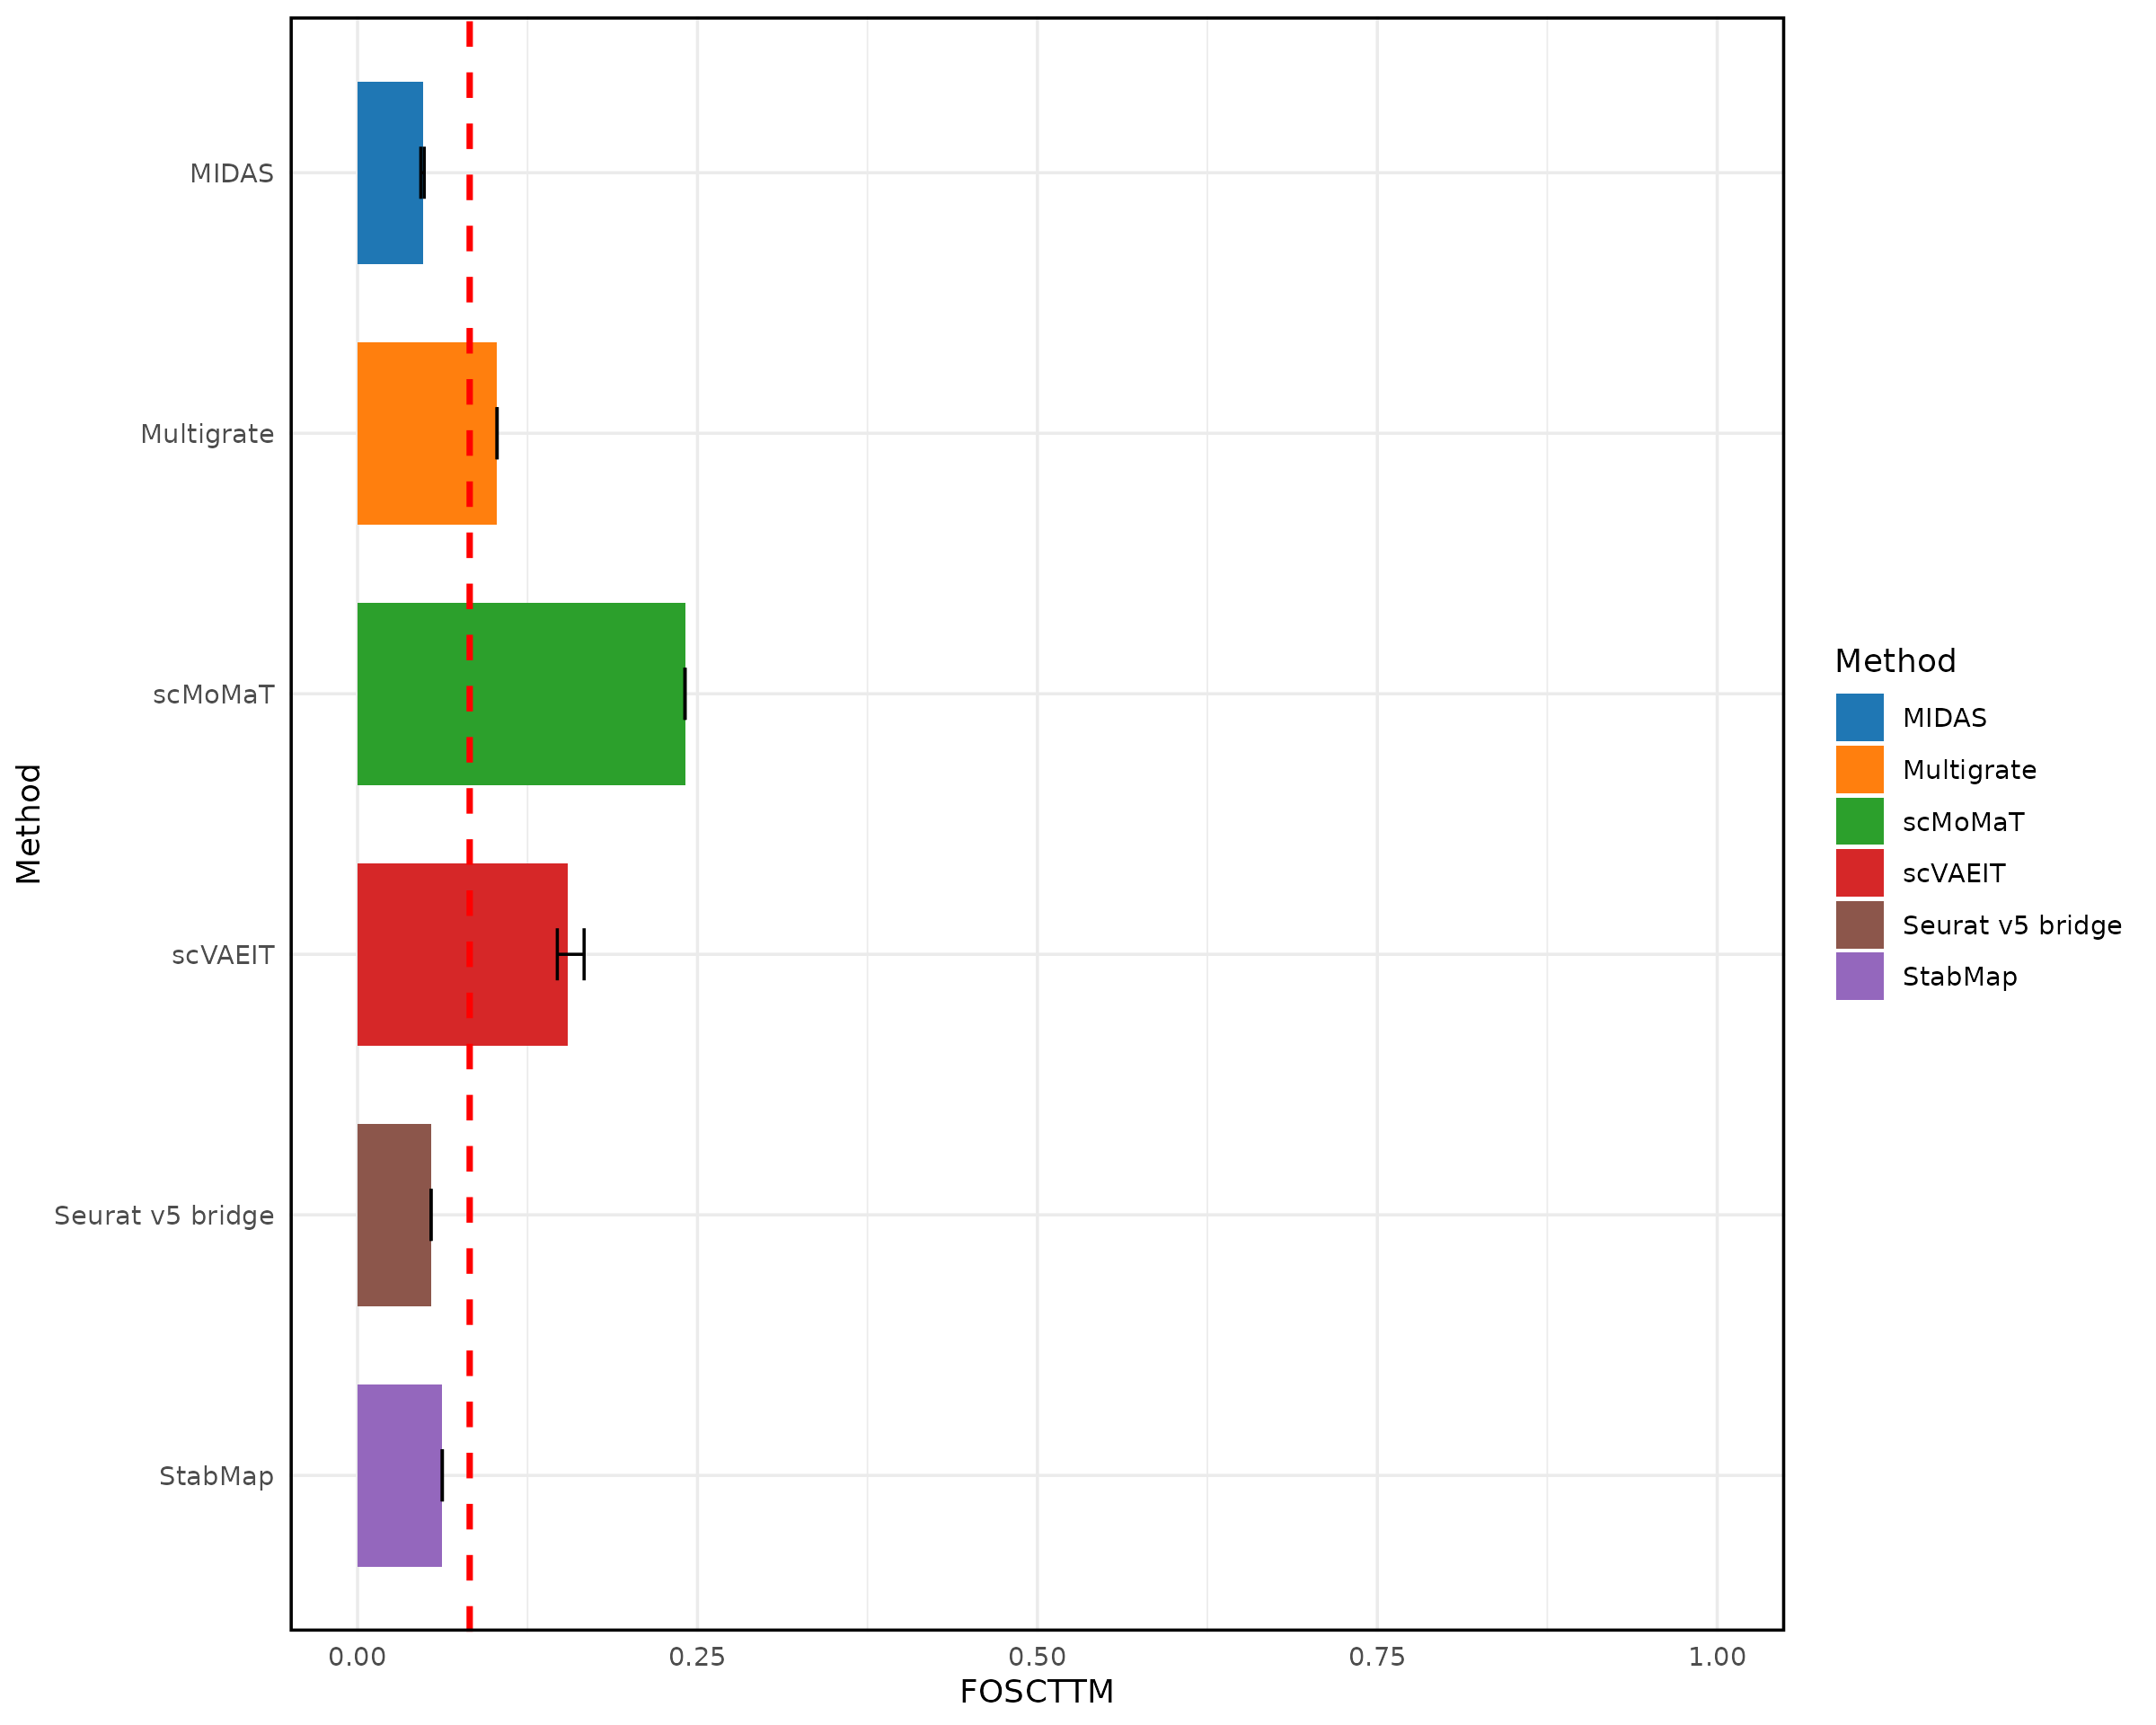 Method
MIDAS
Multigrate
scMoMaT
scVAEIT
Seurat v5 bridge
StabMap
0.00 0.25 0.50 0.75 1.00
FOSCTTM
Method
MIDAS
Multigrate
scMoMaT
scVAEIT
Seurat v5 bridge
StabMap